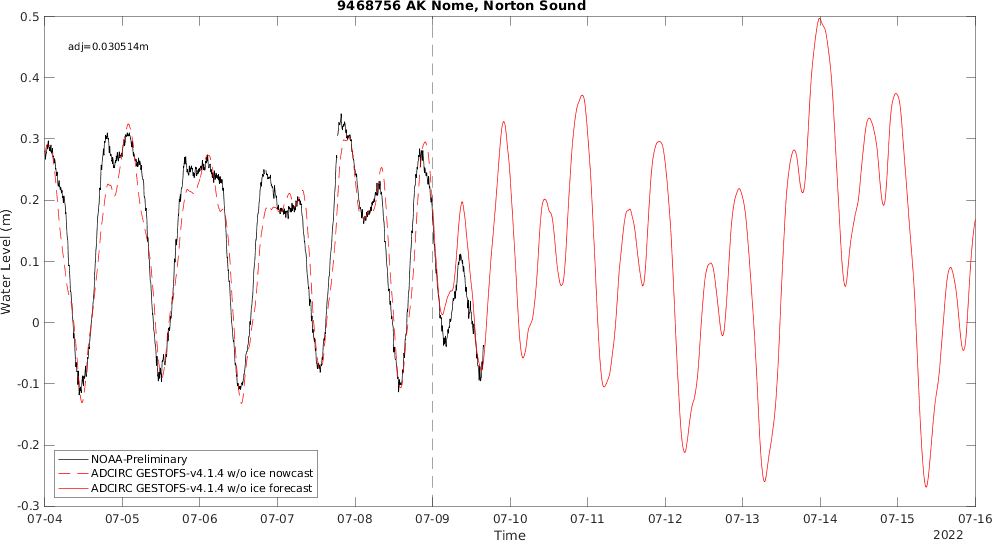 9468756 AK Nome, Norton Sound
adj=0.030514m
Water Level (m)
0.5
0.4
0.3
0.2
0.1
0
-0.1
-0.2
-0.3
NOAA-Preliminary
ADCIRC GESTOFS-v4.1.4 w/o ice nowcast
ADCIRC GESTOFS-v4.1.4 w/o ice forecast
07-04 07-05 07-06 07-07 07-08 07-09 07-10 07-11 07-12 07-13 07-14 07-15 07-16
Time
2022